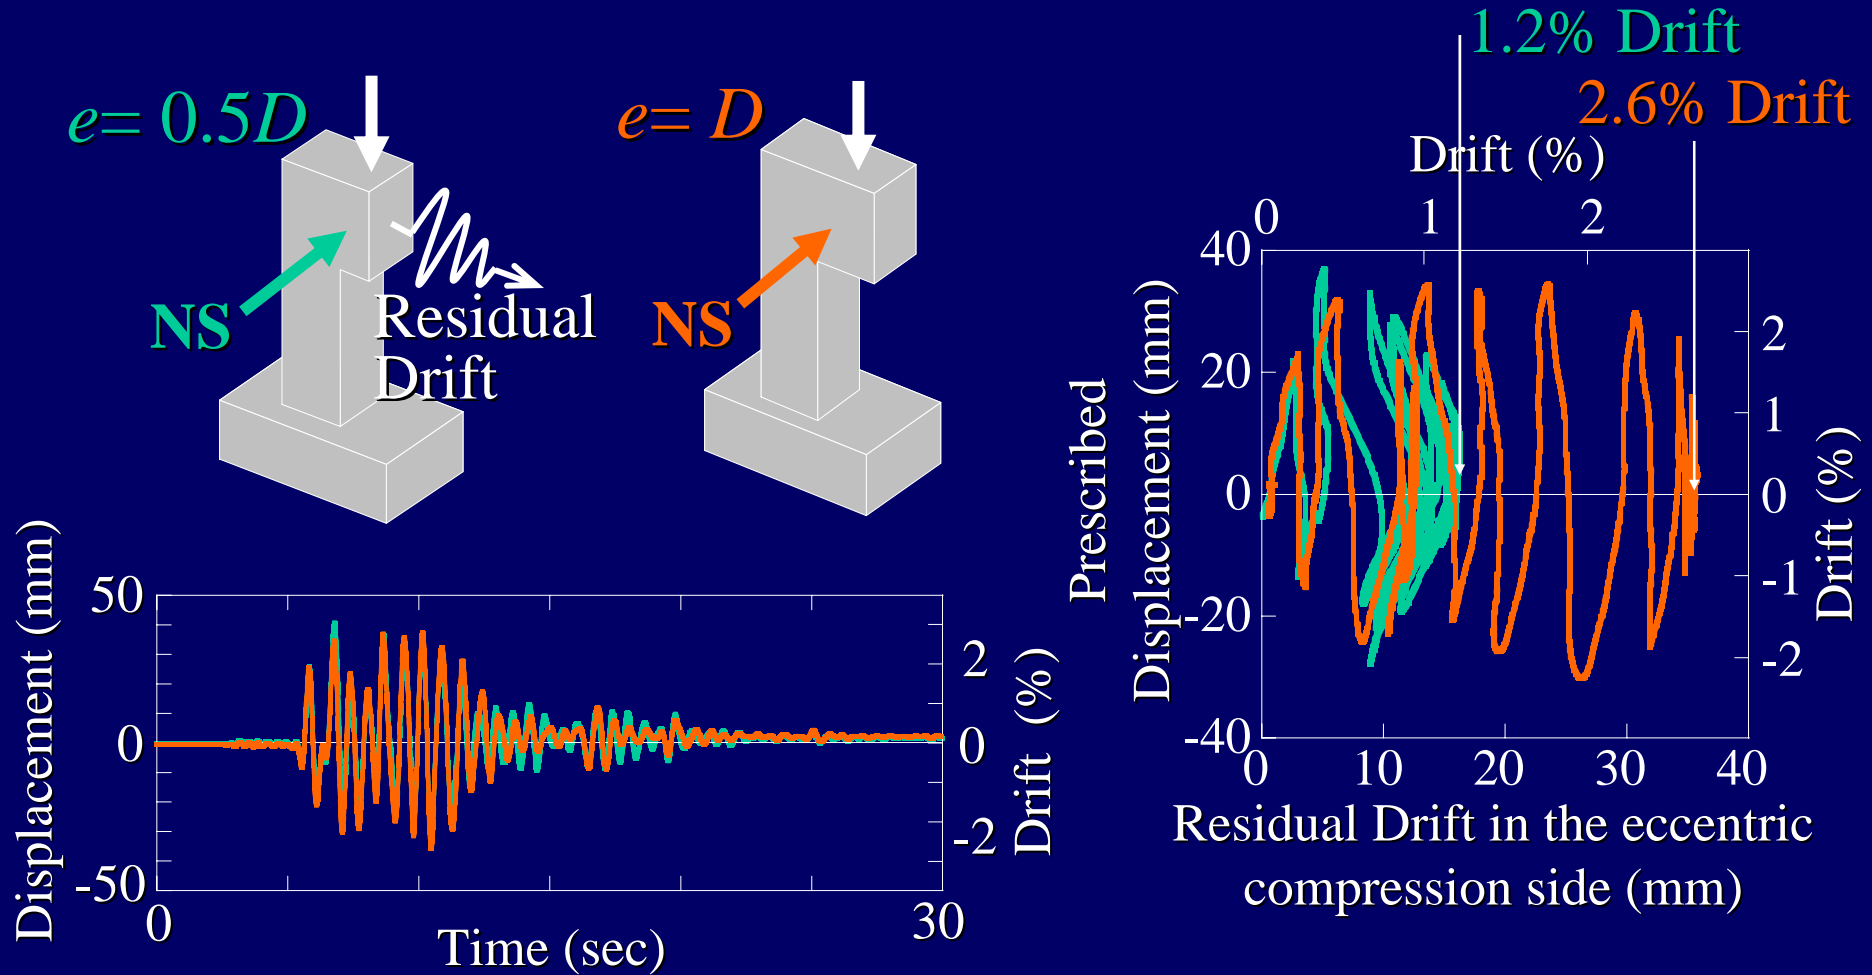 e= 0.5D
NS
Residual
Drift
e= D
NS
1.2% Drift
2.6% Drift
Drift (%)
0 1 2
40
20
0
-20
-40
Prescribed
Displacement (mm)
2
1
0
-1
-2
Drift (%)
0 10 20 30 40
Residual Drift in the eccentric
compression side (mm)
Displacement (mm)
50
0
-50
2
0
-2
Drift (%)
0 30
Time (sec)